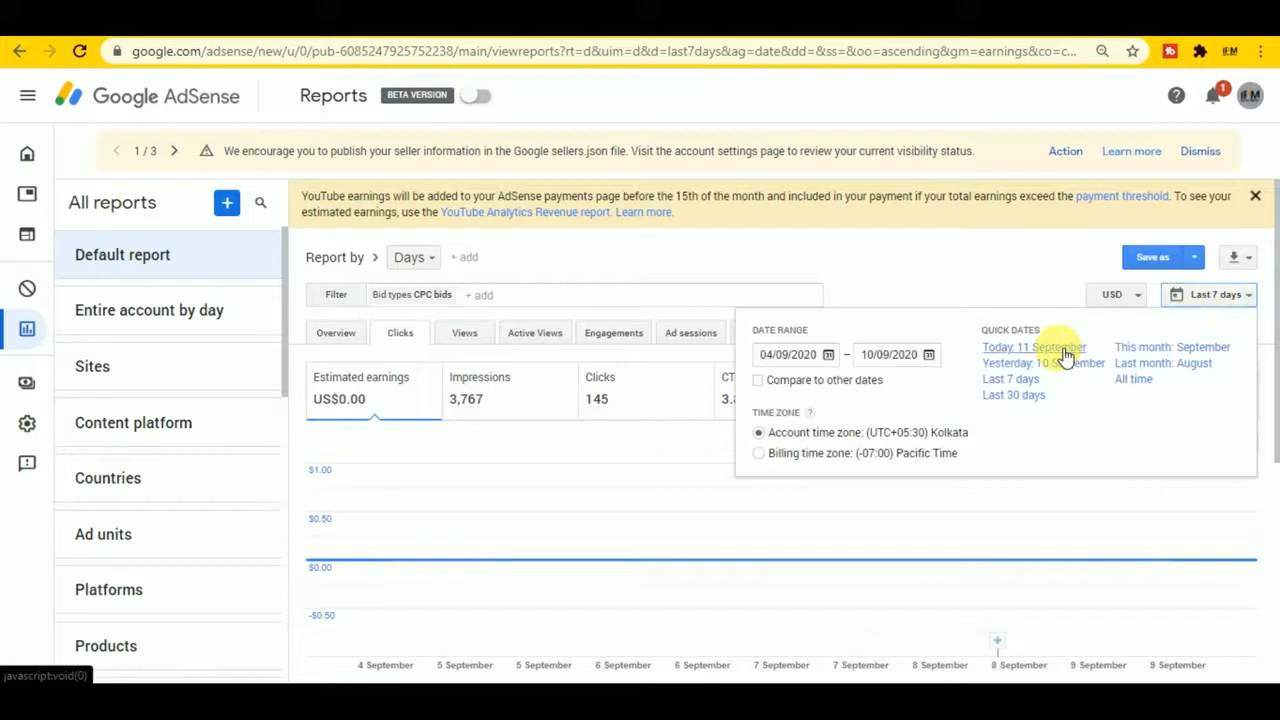 google.com/adsense/new/u/0/pub-6085247925752238/main/viewreports?rt=d&uim=d&d=last7days&ag=date&dd=&ss=&oo=ascending&gm=earnings&co=c...
Google AdSense
Reports
BETA VERSION
1
1 / 3
We encourage you to publish your seller information in the Google sellers.json file. Visit the account settings page to review your current visibility status.
Action
Learn more
Dismiss
All reports
YouTube earnings will be added to your AdSense payments page before the 15th of the month and included in your payment if your total earnings exceed the payment threshold. To see your
estimated earnings, use the YouTube Analytics Revenue report. Learn more.
Default report
Entire account by day
Sites
Content platform
Countries
Ad units
Platforms
Products
Report by > Days + add
Save as
Filter
Bid types CPC bids + add
USD
Last 7 days
Overview
Clicks
Views
Active Views
Engagements
Ad sessions
Estimated earnings
US$0.00
Impressions
3,767
Clicks
145
DATE RANGE
04/09/2020 – 10/09/2020
Compare to other dates
TIME ZONE ?
Account time zone: (UTC+05:30) Kolkata
Billing time zone: (-07:00) Pacific Time
QUICK DATES
Today: 11 September
Yesterday: 10 September
Last 7 days
Last 30 days
This month: September
Last month: August
All time
$1.00
$0.50
$0.00
-$0.50
4 September
5 September
5 September
6 September
6 September
7 September
7 September
8 September
8 September
9 September
9 September
javascript:void(0)